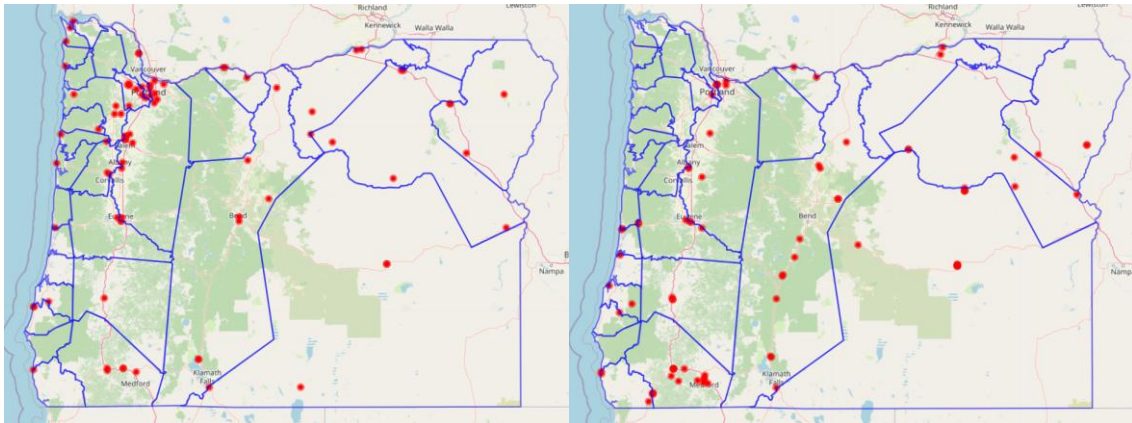 Richland
Kennewick
Walla Walla
Lewiston
Vancouver
Portland
Salem
Albany
Corvallis
Eugene
Bend
Nampa
Medford
Klamath
Falls
Richland
Kennewick
Walla Walla
Lewiston
Vancouver
Portland
Salem
Albany
Corvallis
Eugene
Bend
Nampa
Medford
Klamath
Falls